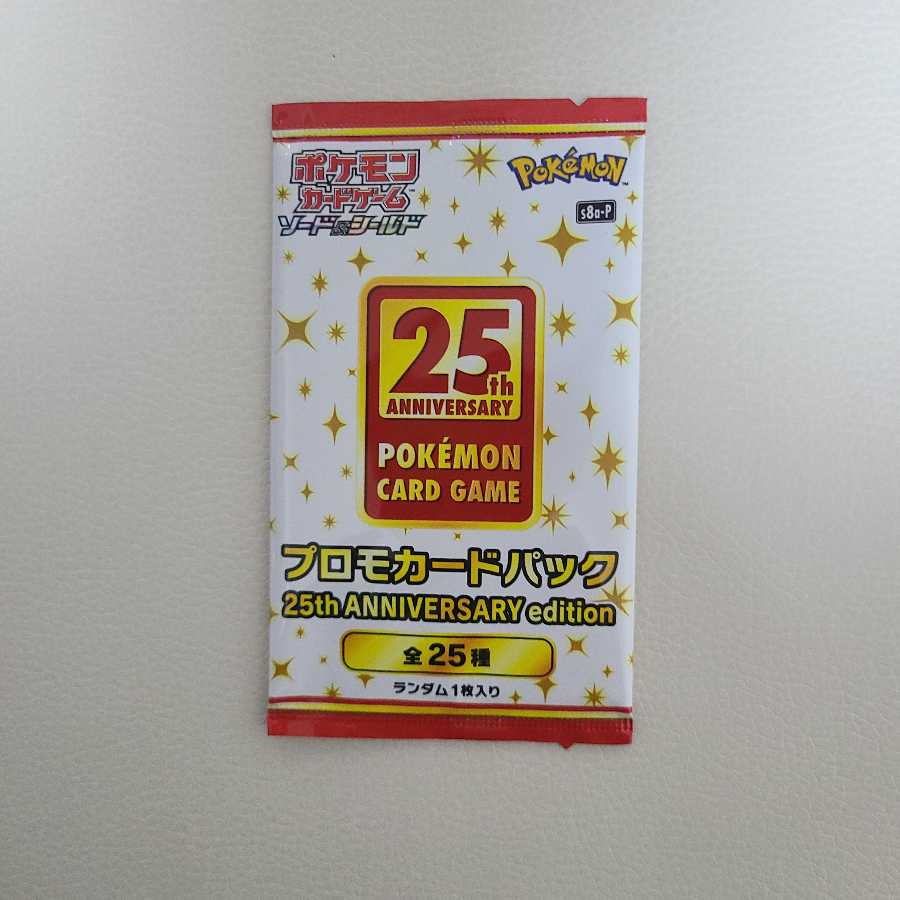 ポケモン
カードゲーム
ソード&シールド
POKÉMON
s8a-P
25th
ANNIVERSARY
POKÉMON
CARD GAME
プロモカードパック
25th ANNIVERSARY edition
全25種
ランダム1枚入り